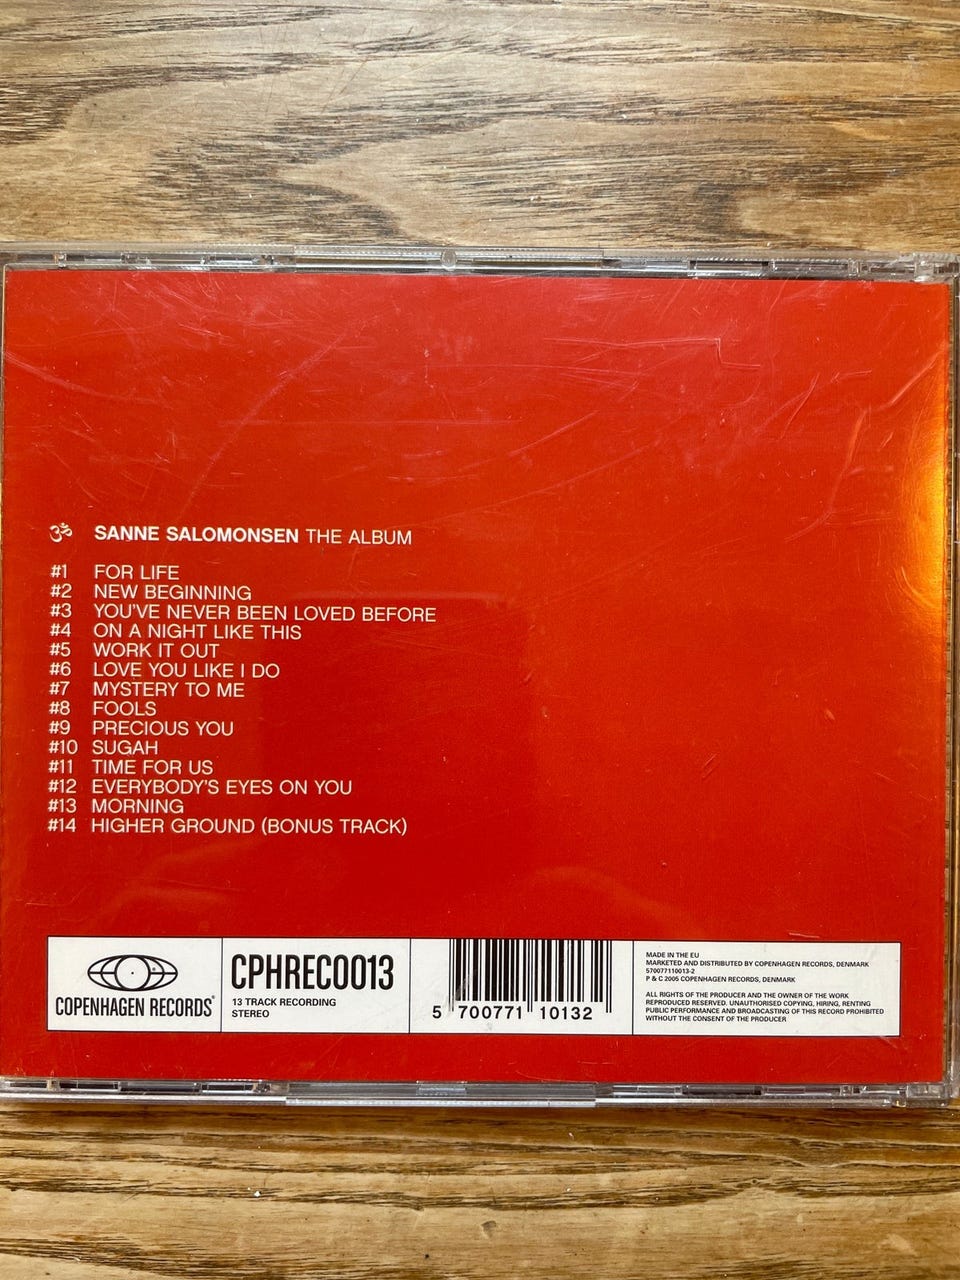 ॐ SANNE SALOMONSEN THE ALBUM
#1 FOR LIFE
#2 NEW BEGINNING
#3 YOU'VE NEVER BEEN LOVED BEFORE
#4 ON A NIGHT LIKE THIS
#5 WORK IT OUT
#6 LOVE YOU LIKE I DO
#7 MYSTERY TO ME
#8 FOOLS
#9 PRECIOUS YOU
#10 SUGAH
#11 TIME FOR US
#12 EVERYBODY'S EYES ON YOU
#13 MORNING
#14 HIGHER GROUND (BONUS TRACK)
COPENHAGEN RECORDS®
CPHREC0013
13 TRACK RECORDING
STEREO
5 700771 10132
MADE IN THE EU
MARKETED AND DISTRIBUTED BY COPENHAGEN RECORDS, DENMARK
570077110013-2
P & C 2005 COPENHAGEN RECORDS, DENMARK
ALL RIGHTS OF THE PRODUCER AND THE OWNER OF THE WORK
REPRODUCED RESERVED. UNAUTHORISED COPYING, HIRING, RENTING
PUBLIC PERFORMANCE AND BROADCASTING OF THIS RECORD PROHIBITED
WITHOUT THE CONSENT OF THE PRODUCER